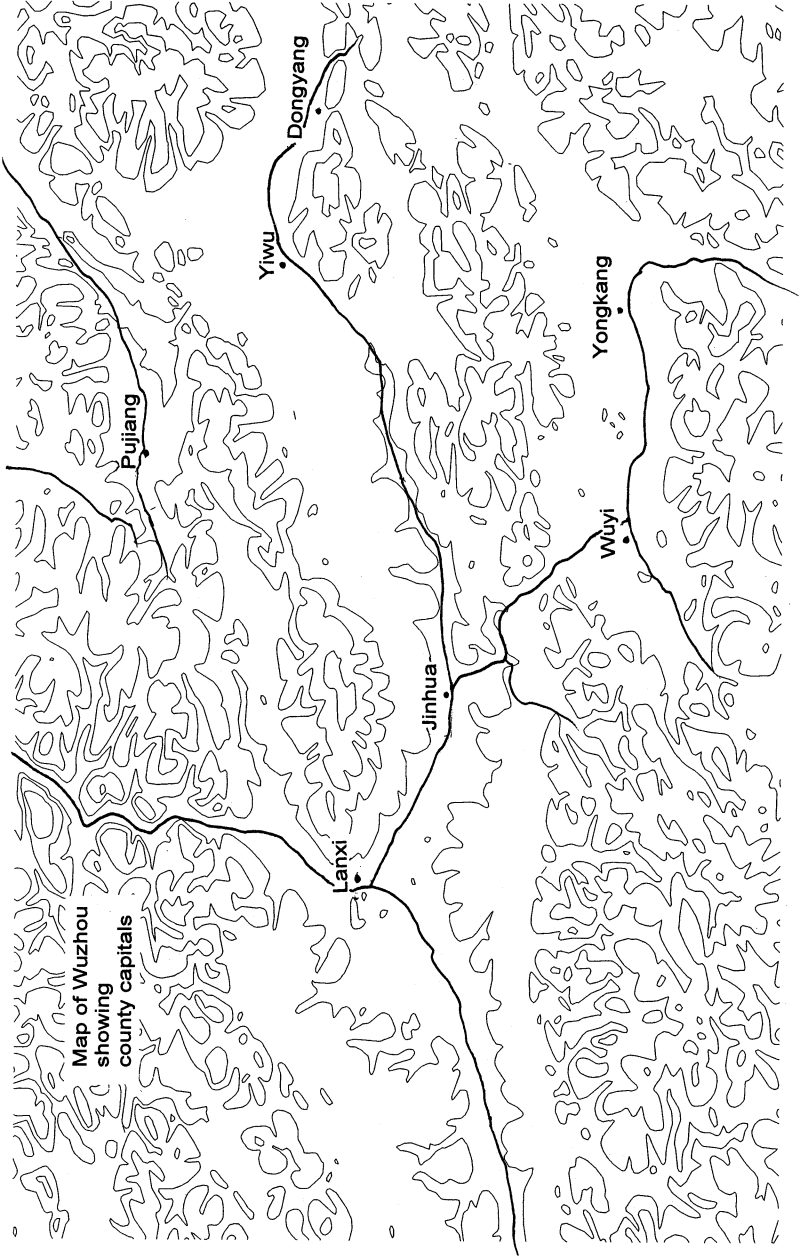 Map of Wuzhou
showing
county capitals
Lanxi
Pujiang
Jinhua
Yiwu
Dongyang
Wuyi
Yongkang